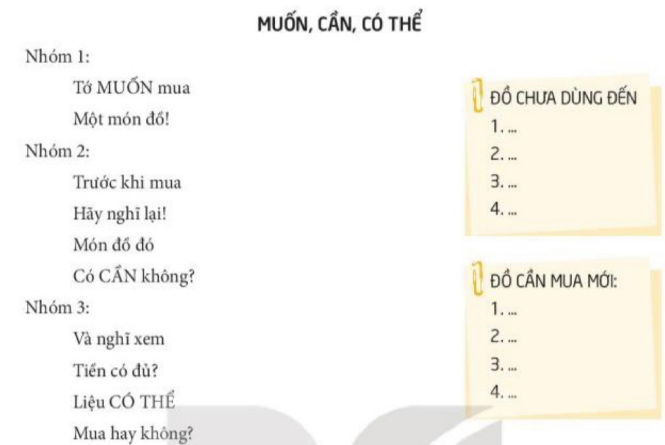 MUỐN, CẦN, CÓ THỂ
Nhóm 1:
Tớ MUỐN mua
Một món đồ!
Nhóm 2:
Trước khi mua
Hãy nghĩ lại!
Món đồ đó
Có CẦN không?
Nhóm 3:
Và nghĩ xem
Tiền có đủ?
Liệu CÓ THỂ
Mua hay không?
ĐỒ CHƯA DÙNG ĐẾN
1. ...
2. ...
3. ...
4. ...
ĐỒ CẦN MUA MỚI:
1. ...
2. ...
3. ...
4. ...